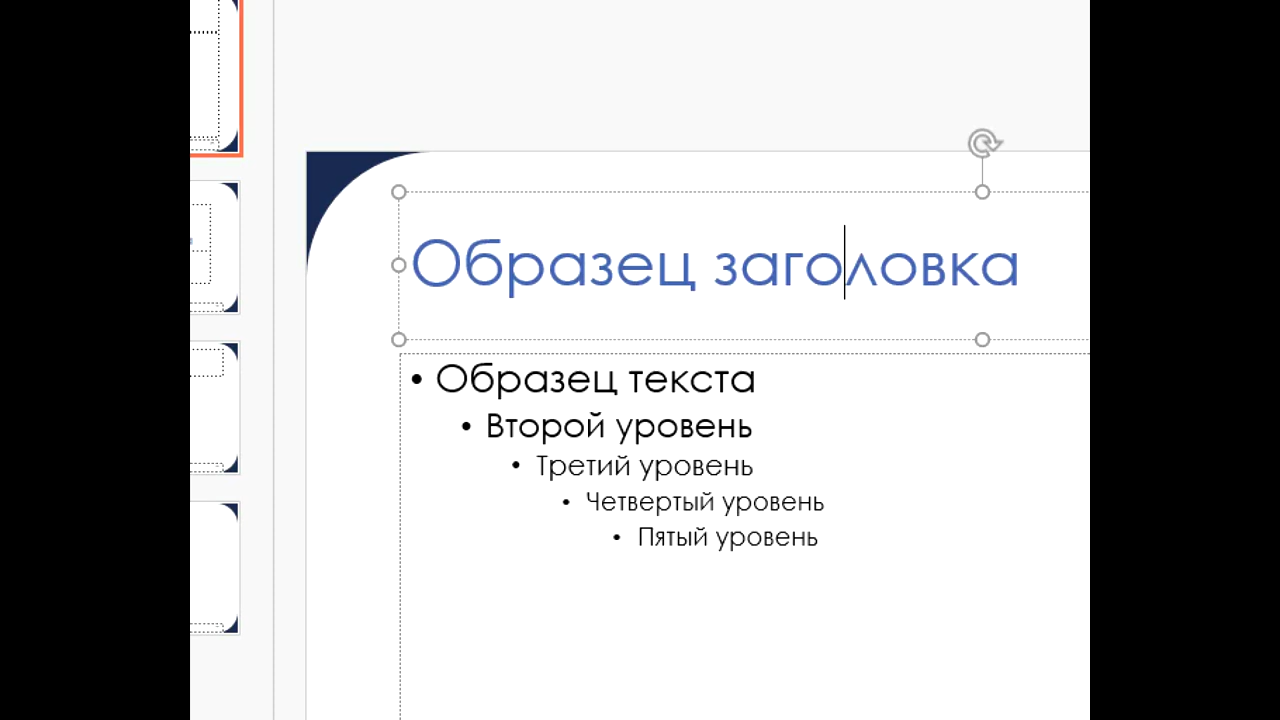 Образец заголовка
• Образец текста
• Второй уровень
• Третий уровень
• Четвертый уровень
• Пятый уровень